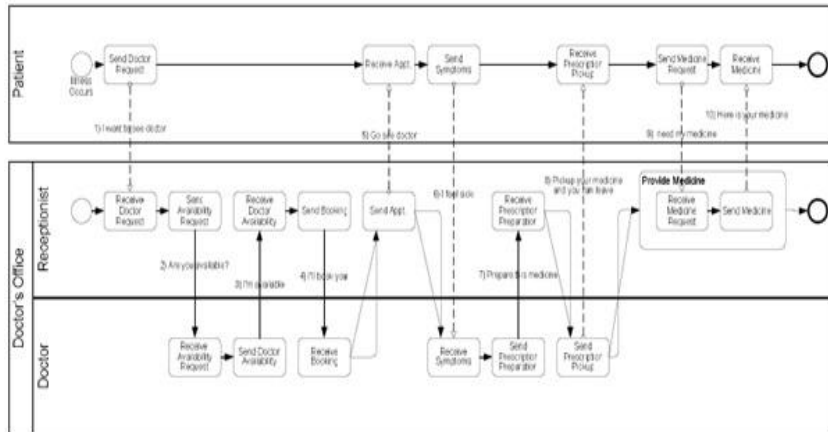 Patient
Illness
Occurs
Send Doctor
Request
Receive Appt.
Send
Symptoms
Receive
Prescription
Pickup
Send Medicine
Request
Receive
Medicine
1) I want to see doctor
5) Go see doctor
9) need my medicine
10) Here is your medicine
Doctor's Office
Receptionist
Receive
Doctor
Request
Send
Availability
Request
Receive
Doctor
Availability
Send Booking
Send Appt.
6) I feel sick
Receive
Prescription
Preparation
8) Pickup your medicine
and you can leave
Provide Medicine
Receive
Medicine
Request
Send Medicine
2) Are you available?
3) I'm available
4) I'll book you
7) Prepare this medicine
Doctor
Receive
Availability
Request
Send Doctor
Availability
Receive
Booking
Receive
Symptoms
Send
Prescription
Preparation
Send
Prescription
Pickup